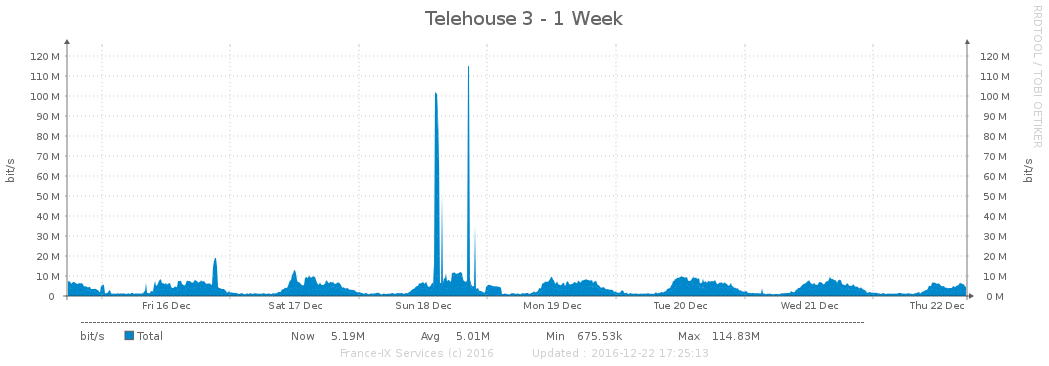 Telehouse 3 - 1 Week
RRDTOOL / TOBI OETIKER
120 M 120 M
110 M 110 M
100 M 100 M
90 M 90 M
80 M 80 M
70 M 70 M
60 M 60 M
50 M 50 M
40 M 40 M
30 M 30 M
20 M 20 M
10 M 10 M
0 0 M
bit/s
bit/s
Fri 16 Dec Sat 17 Dec Sun 18 Dec Mon 19 Dec Tue 20 Dec Wed 21 Dec Thu 22 Dec
bit/s Total Now 5.19M Avg 5.01M Min 675.53k Max 114.83M
France-IX Services (c) 2016 Updated : 2016-12-22 17:25:13